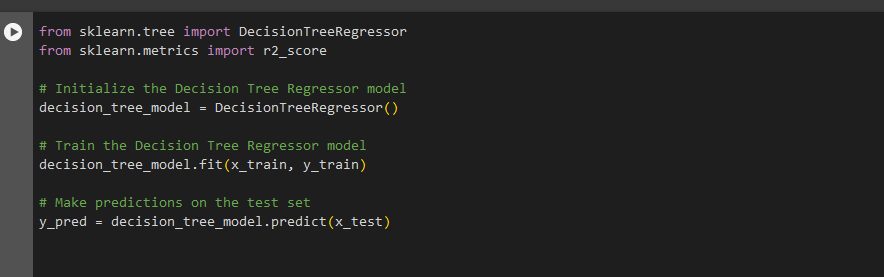 from sklearn.tree import DecisionTreeRegressor
from sklearn.metrics import r2_score
# Initialize the Decision Tree Regressor model
decision_tree_model = DecisionTreeRegressor()
# Train the Decision Tree Regressor model
decision_tree_model.fit(x_train, y_train)
# Make predictions on the test set
y_pred = decision_tree_model.predict(x_test)